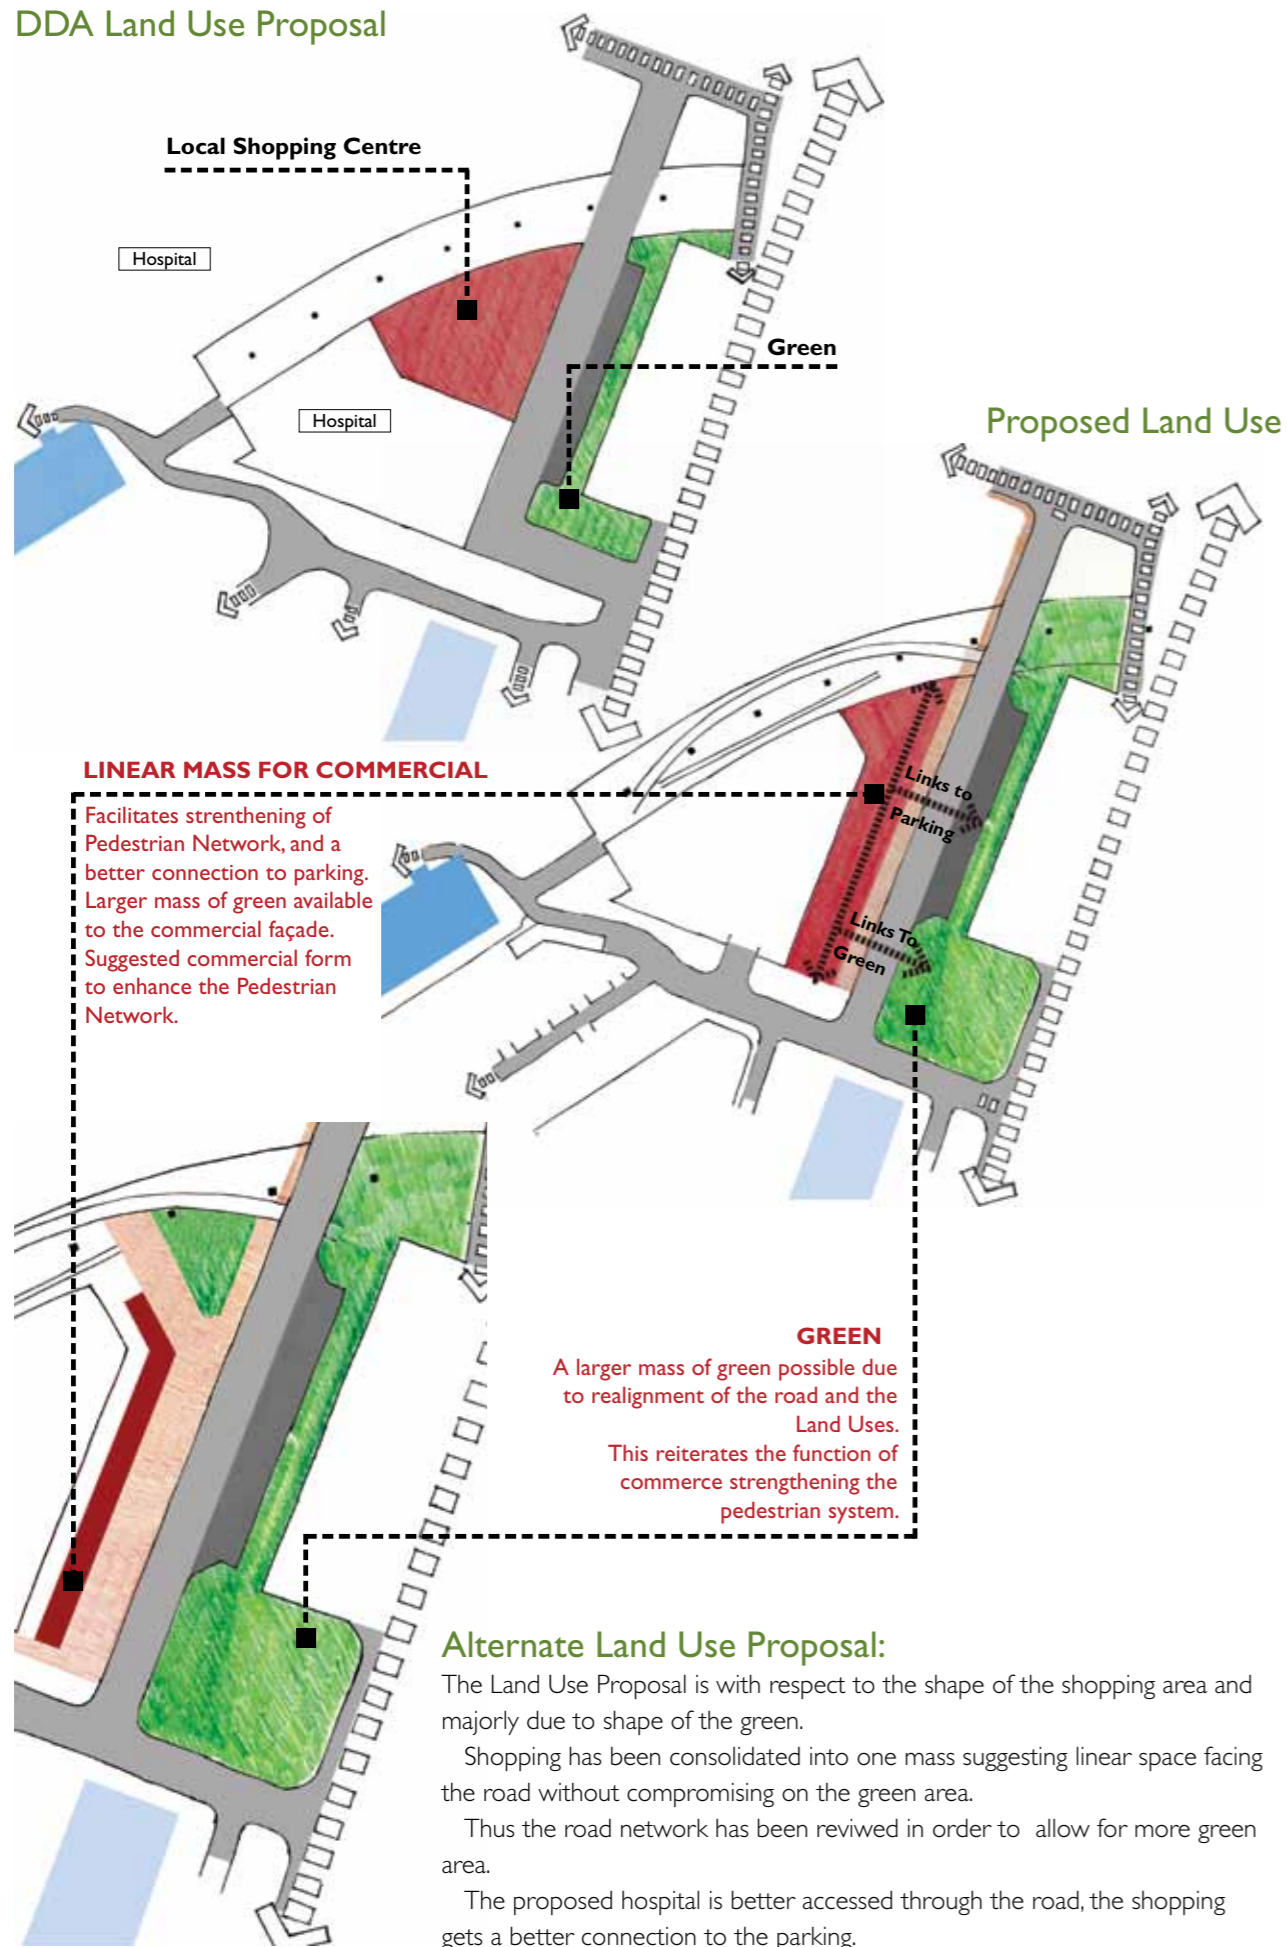 DDA Land Use Proposal
Local Shopping Centre
Hospital
Green
Hospital
Proposed Land Use
LINEAR MASS FOR COMMERCIAL
Facilitates strenthening of
Pedestrian Network, and a
better connection to parking.
Larger mass of green available
to the commercial façade.
Suggested commercial form
to enhance the Pedestrian
Network.
Links to
Parking
Links To
Green
GREEN
A larger mass of green possible due
to realignment of the road and the
Land Uses.
This reiterates the function of
commerce strengthening the
pedestrian system.
Alternate Land Use Proposal:
The Land Use Proposal is with respect to the shape of the shopping area and
majorly due to shape of the green.
Shopping has been consolidated into one mass suggesting linear space facing
the road without compromising on the green area.
Thus the road network has been reviwed in order to allow for more green
area.
The proposed hospital is better accessed through the road, the shopping
gets a better connection to the parking.